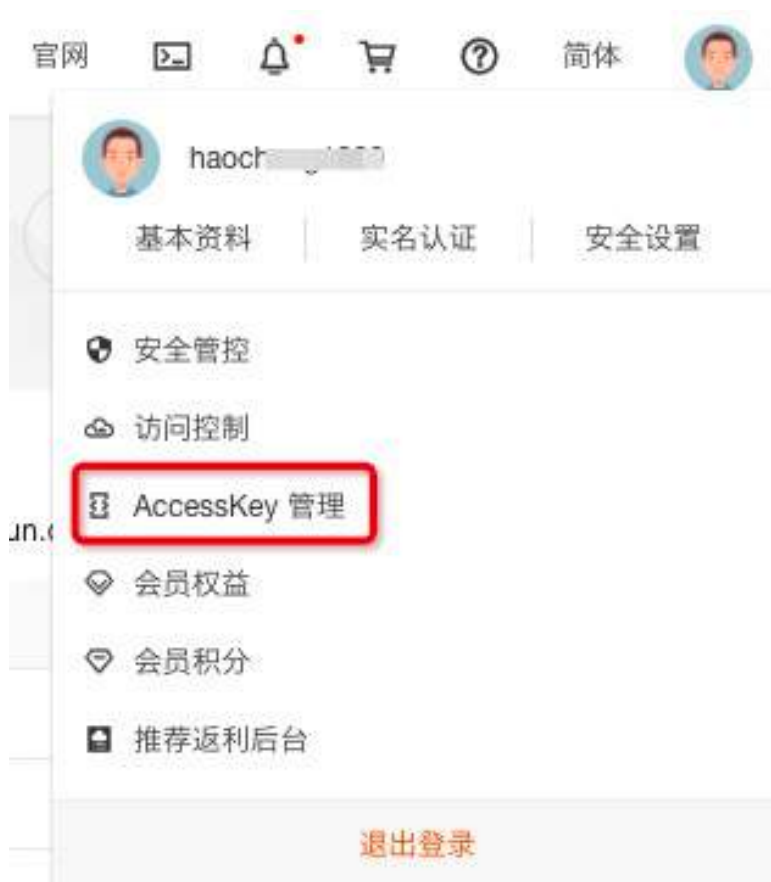 官网 简体
基本资料 实名认证 安全设置
安全管控
访问控制
AccessKey 管理
会员权益
会员积分
推荐返利后台
退出登录